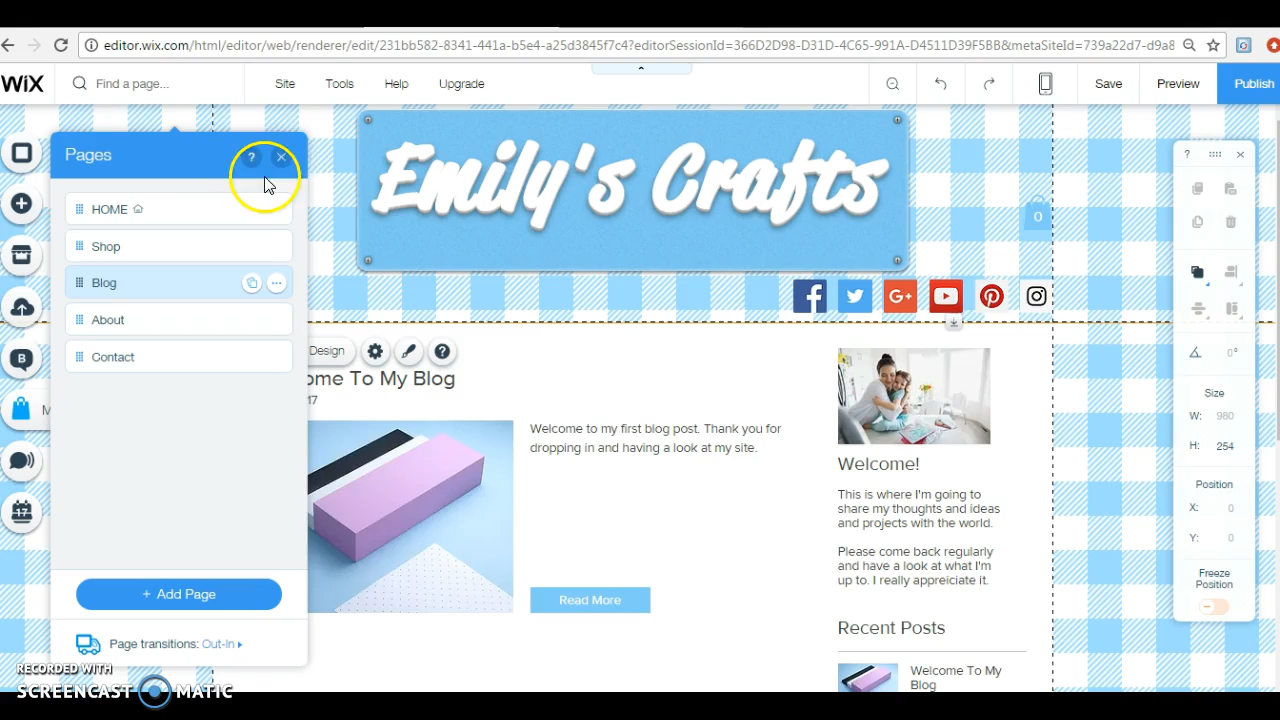 editor.wix.com/html/editor/web/renderer/edit/231bb582-8341-441a-b5e4-a25d3845f7c4?editorSessionId=366D2D98-D31D-4C65-991A-D4511D39F5BB&metaSiteId=739a22d7-d9a8
WiX
Find a page...
Site
Tools
Help
Upgrade
Save
Preview
Publish
Pages
?
HOME
Shop
Blog
About
Contact
+ Add Page
Page transitions: Out-In
B
M
17
Emily's Crafts
0
Design
?
ome To My Blog
17
Welcome to my first blog post. Thank you for
dropping in and having a look at my site.
Read More
Welcome!
This is where I'm going to
share my thoughts and ideas
and projects with the world.
Please come back regularly
and have a look at what I'm
up to. I really appreiciate it.
Recent Posts
Welcome To My
Blog
?
0°
Size
W: 980
H: 254
Position
X: 0
Y: 0
Freeze
Position
RECORDED WITH
SCREENCAST MATIC